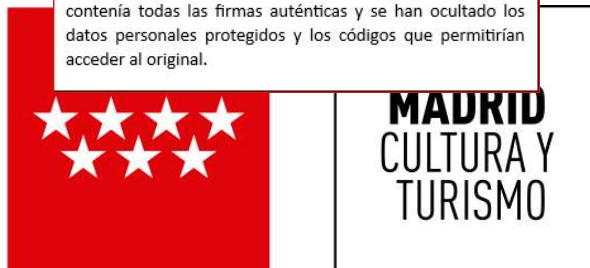 contenía todas las firmas auténticas y se han ocultado los
datos personales protegidos y los códigos que permitirían
acceder al original.
MADRID
CULTURA Y
TURISMO